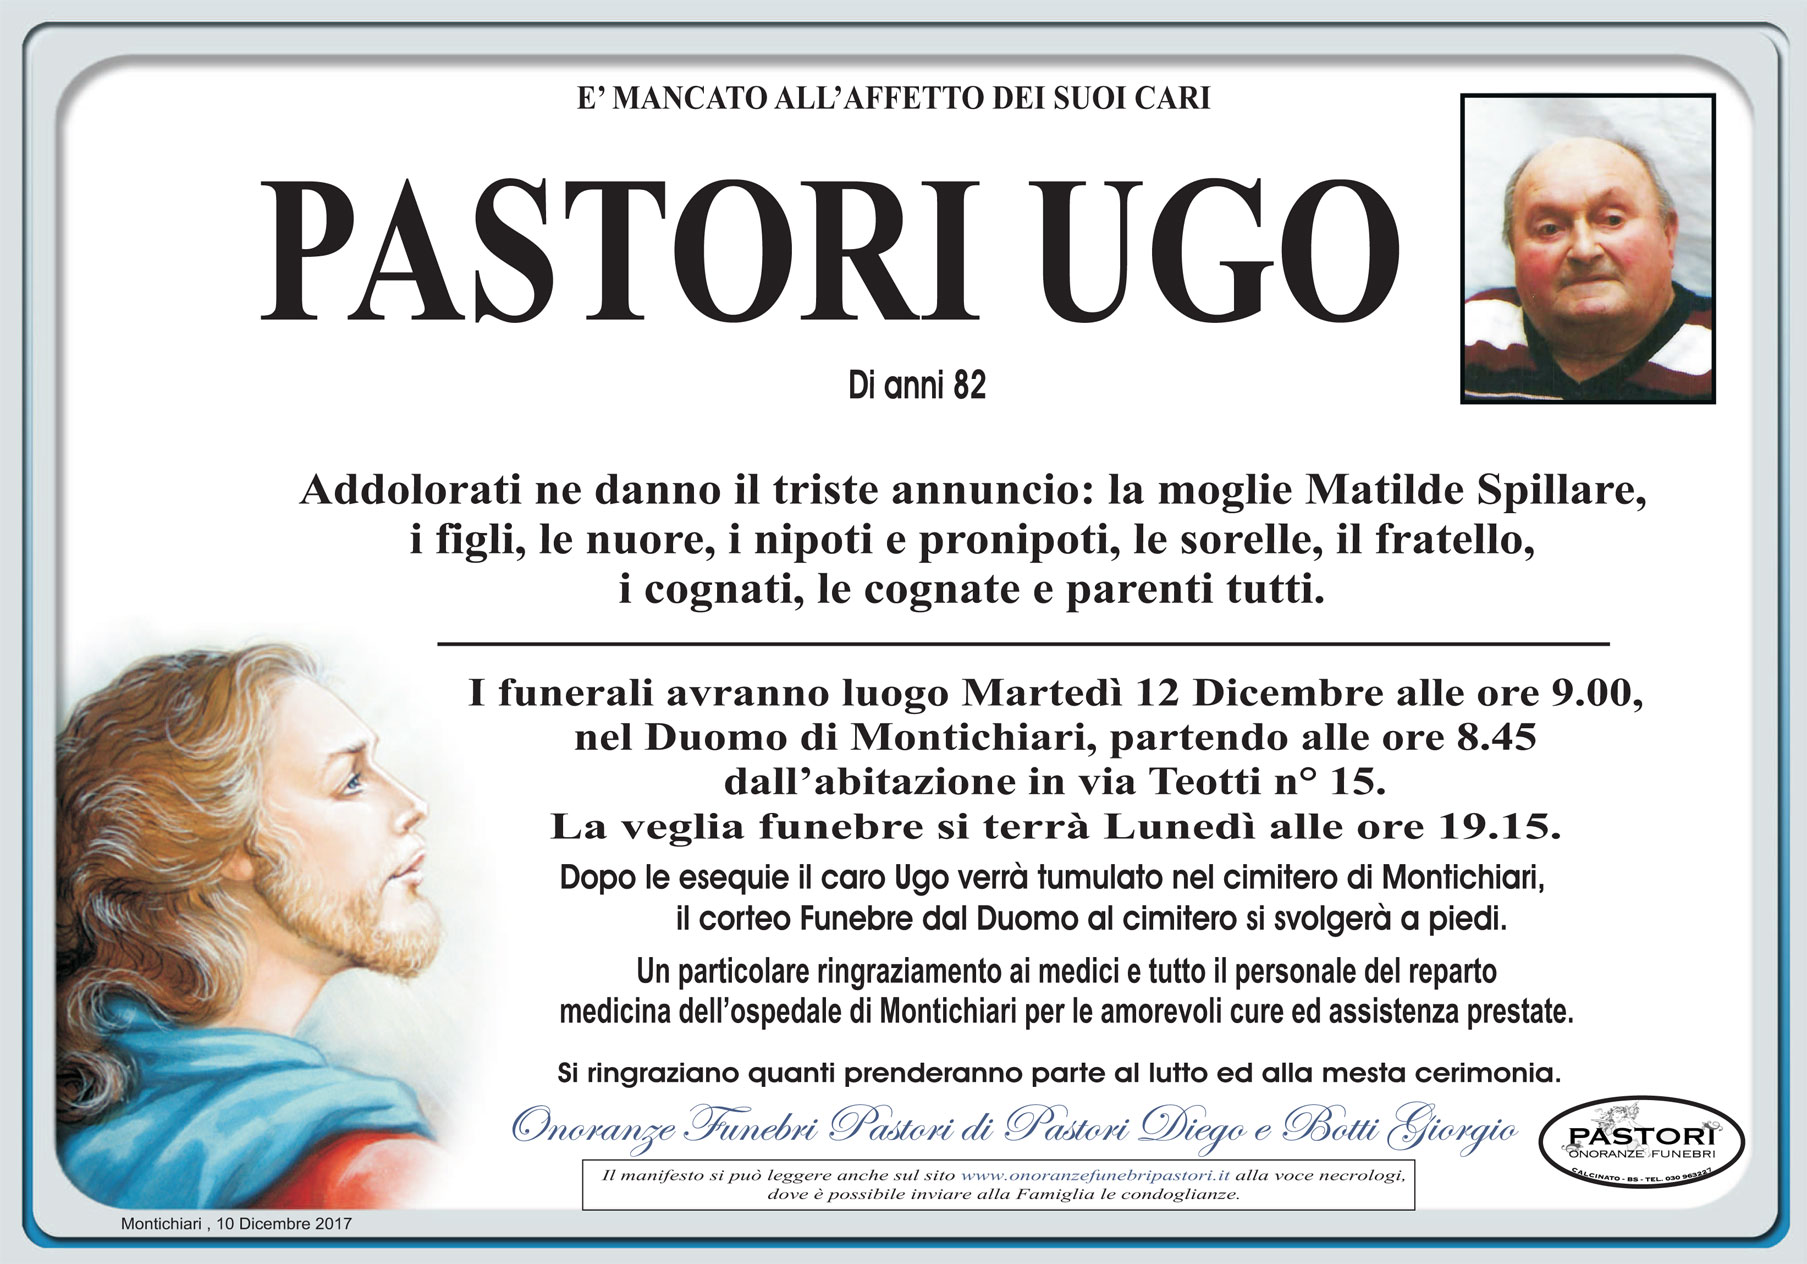 E’ MANCATO ALL’AFFETTO DEI SUOI CARI
PASTORI UGO
Di anni 82
Addolorati ne danno il triste annuncio: la moglie Matilde Spillare,
i figli, le nuore, i nipoti e pronipoti, le sorelle, il fratello,
i cognati, le cognate e parenti tutti.
I funerali avranno luogo Martedì 12 Dicembre alle ore 9.00,
nel Duomo di Montichiari, partendo alle ore 8.45
dall’abitazione in via Teotti n° 15.
La veglia funebre si terrà Lunedì alle ore 19.15.
Dopo le esequie il caro Ugo verrà tumulato nel cimitero di Montichiari,
il corteo Funebre dal Duomo al cimitero si svolgerà a piedi.
Un particolare ringraziamento ai medici e tutto il personale del reparto
medicina dell’ospedale di Montichiari per le amorevoli cure ed assistenza prestate.
Si ringraziano quanti prenderanno parte al lutto ed alla mesta cerimonia.
Onoranze Funebri Pastori di Pastori Diego e Botti Giorgio
Il manifesto si può leggere anche sul sito www.onoranzefunebripastori.it alla voce necrologi,
dove è possibile inviare alla Famiglia le condoglianze.
PASTORI
ONORANZE FUNEBRI
CALCINATO - BS - TEL. 030 963227
Montichiari , 10 Dicembre 2017